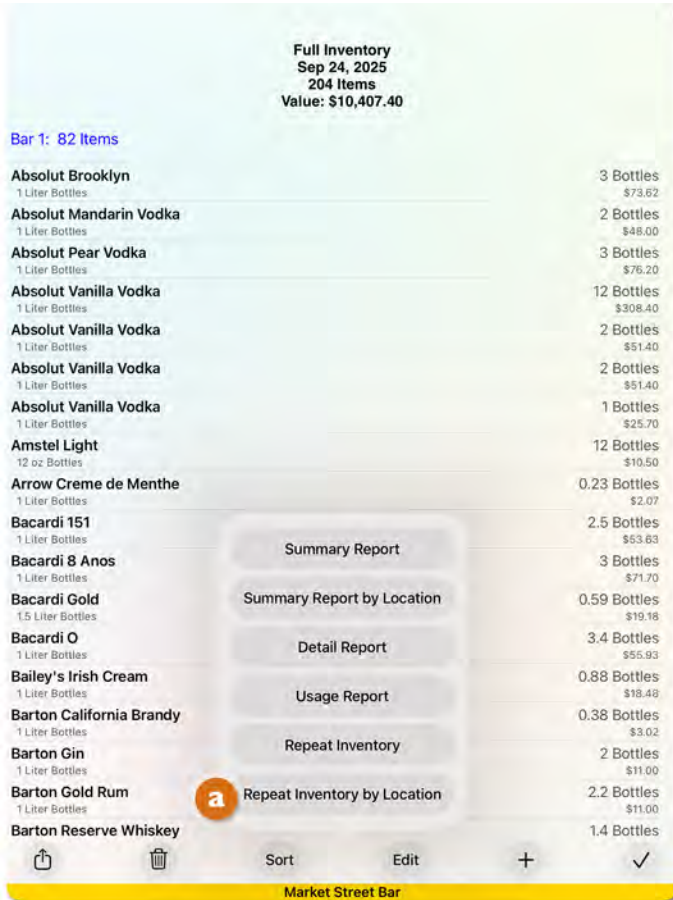 Full Inventory
Sep 24, 2025
204 Items
Value: $10,407.40
Bar 1: 82 Items
Absolut Brooklyn 3 Bottles
1 Liter Bottles $73.62
Absolut Mandarin Vodka 2 Bottles
1 Liter Bottles $48.00
Absolut Pear Vodka 3 Bottles
1 Liter Bottles $76.20
Absolut Vanilla Vodka 12 Bottles
1 Liter Bottles $308.40
Absolut Vanilla Vodka 2 Bottles
1 Liter Bottles $51.40
Absolut Vanilla Vodka 2 Bottles
1 Liter Bottles $51.40
Absolut Vanilla Vodka 1 Bottles
1 Liter Bottles $25.70
Amstel Light 12 Bottles
12 oz Bottles $10.50
Arrow Creme de Menthe 0.23 Bottles
1 Liter Bottles $2.07
Bacardi 151 2.5 Bottles
1 Liter Bottles $53.63
Bacardi 8 Anos 3 Bottles
1 Liter Bottles $71.70
Bacardi Gold 0.59 Bottles
1.5 Liter Bottles $19.18
Bacardi O 3.4 Bottles
1 Liter Bottles $55.93
Bailey's Irish Cream 0.88 Bottles
1 Liter Bottles $18.48
Barton California Brandy 0.38 Bottles
1 Liter Bottles $3.02
Barton Gin 2 Bottles
1 Liter Bottles $11.00
Barton Gold Rum 2.2 Bottles
1 Liter Bottles $11.00
Barton Reserve Whiskey 1.4 Bottles
Summary Report
Summary Report by Location
Detail Report
Usage Report
Repeat Inventory
a Repeat Inventory by Location
Sort Edit
Market Street Bar